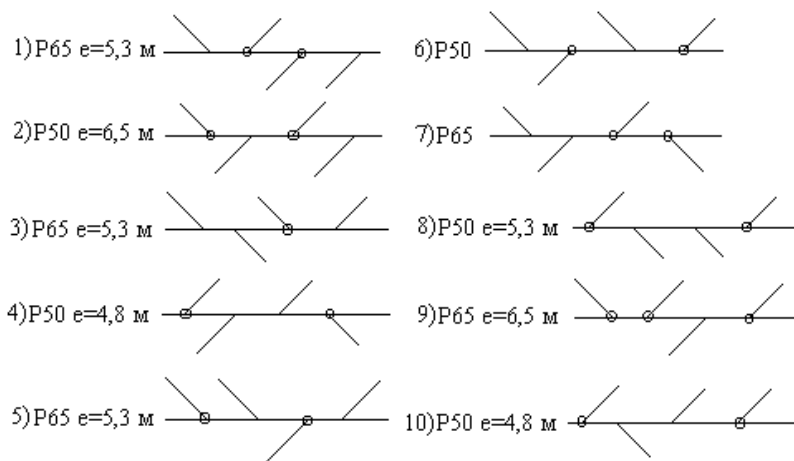 1)Р65 е=5,3 м
2)Р50 е=6,5 м
3)Р65 е=5,3 м
4)Р50 е=4,8 м
5)Р65 е=5,3 м
6)Р50
7)Р65
8)Р50 е=5,3 м
9)Р65 е=6,5 м
10)Р50 е=4,8 м